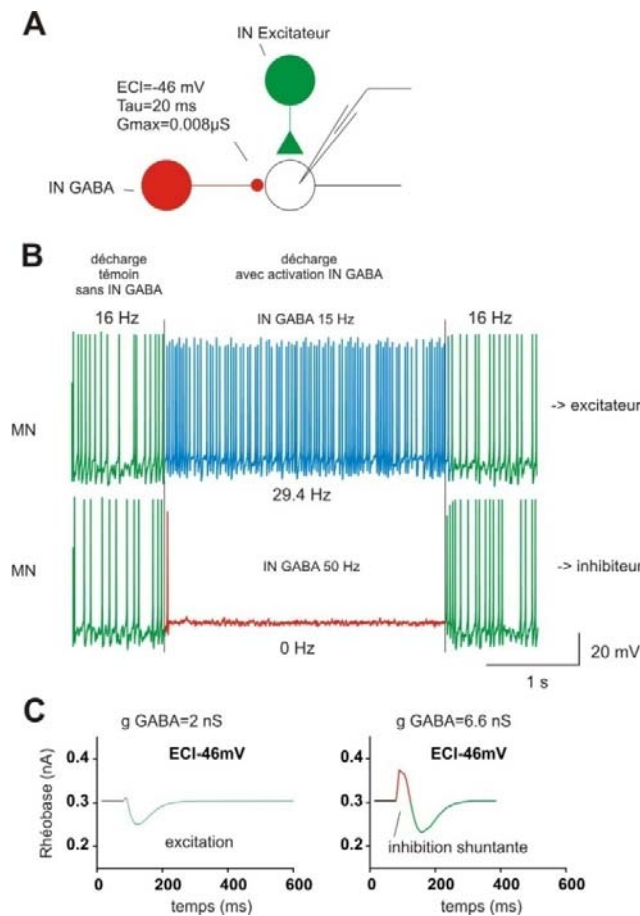 A
IN Excitateur
ECl=-46 mV
Tau=20 ms
Gmax=0.008µS
IN GABA
B
décharge
témoin
sans IN GABA
décharge
avec activation IN GABA
16 Hz
IN GABA 15 Hz
16 Hz
MN
-> excitateur
29.4 Hz
MN
IN GABA 50 Hz
-> inhibiteur
0 Hz
20 mV
1 s
C
g GABA=2 nS
g GABA=6.6 nS
Rhéobase (nA)
0.4
0.3
0.2
ECl-46mV
excitation
0 200 400 600
temps (ms)
0.4
0.3
0.2
ECl-46mV
inhibition shuntante
0 200 400 600
temps (ms)